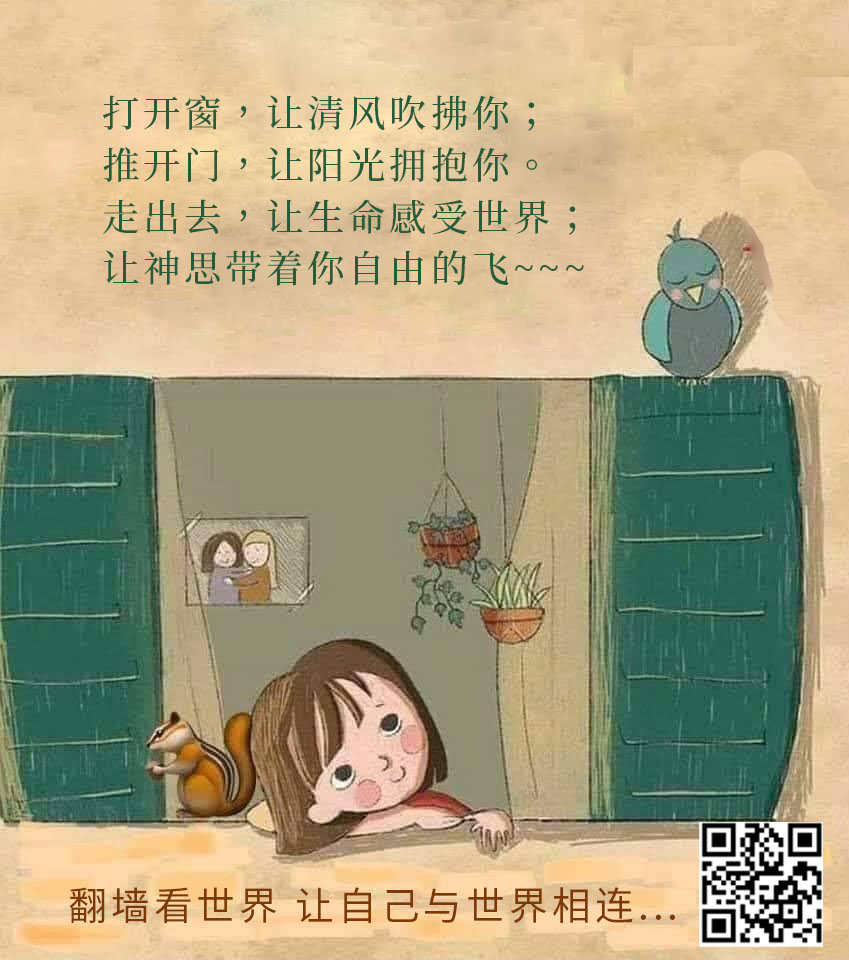 打开窗，让清风吹拂你；
推开门，让阳光拥抱你。
走出去，让生命感受世界；
让神思带着你自由的飞~~~
翻墙看世界 让自己与世界相连...